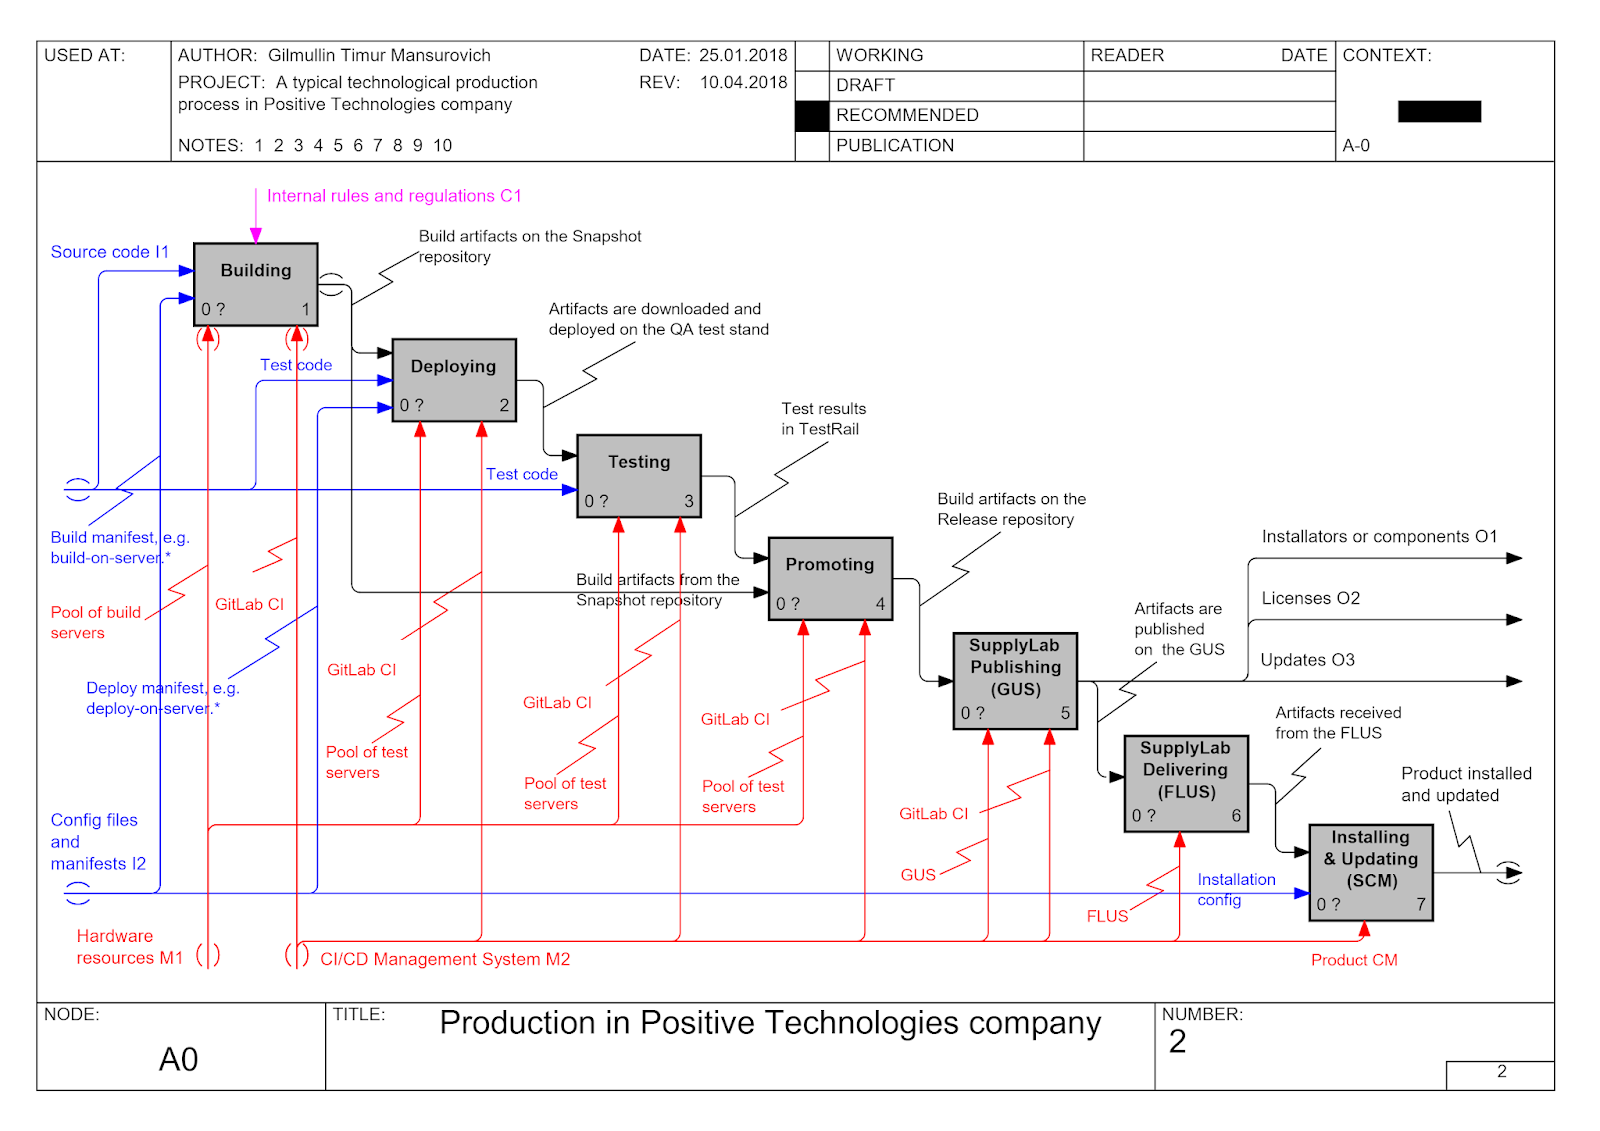 USED AT:
AUTHOR: Gilmullin Timur Mansurovich
DATE: 25.01.2018
PROJECT: A typical technological production
process in Positive Technologies company
REV: 10.04.2018
NOTES: 1 2 3 4 5 6 7 8 9 10
WORKING
DRAFT
RECOMMENDED
PUBLICATION
READER
DATE
CONTEXT:
A-0
Internal rules and regulations C1
Source code I1
Building
0 ?
1
Build artifacts on the Snapshot
repository
Artifacts are downloaded and
deployed on the QA test stand
Test code
Deploying
0 ?
2
Test results
in TestRail
Test code
Testing
0 ?
3
Build artifacts on the
Release repository
Build manifest, e.g.
build-on-server.*
Installators or components O1
Promoting
0 ?
4
Build artifacts from the
Snapshot repository
Licenses O2
Pool of build
servers
GitLab CI
Artifacts are
published
on the GUS
SupplyLab
Publishing
(GUS)
0 ?
5
Updates O3
GitLab CI
Deploy manifest, e.g.
deploy-on-server.*
GitLab CI
GitLab CI
Artifacts received
from the FLUS
Pool of test
servers
Pool of test
servers
Pool of test
servers
SupplyLab
Delivering
(FLUS)
0 ?
6
Product installed
and updated
GitLab CI
Config files
and
manifests I2
GUS
Installing
& Updating
(SCM)
0 ?
7
Installation
config
FLUS
Hardware
resources M1
CI/CD Management System M2
Product CM
NODE:
A0
TITLE:
Production in Positive Technologies company
NUMBER:
2
2